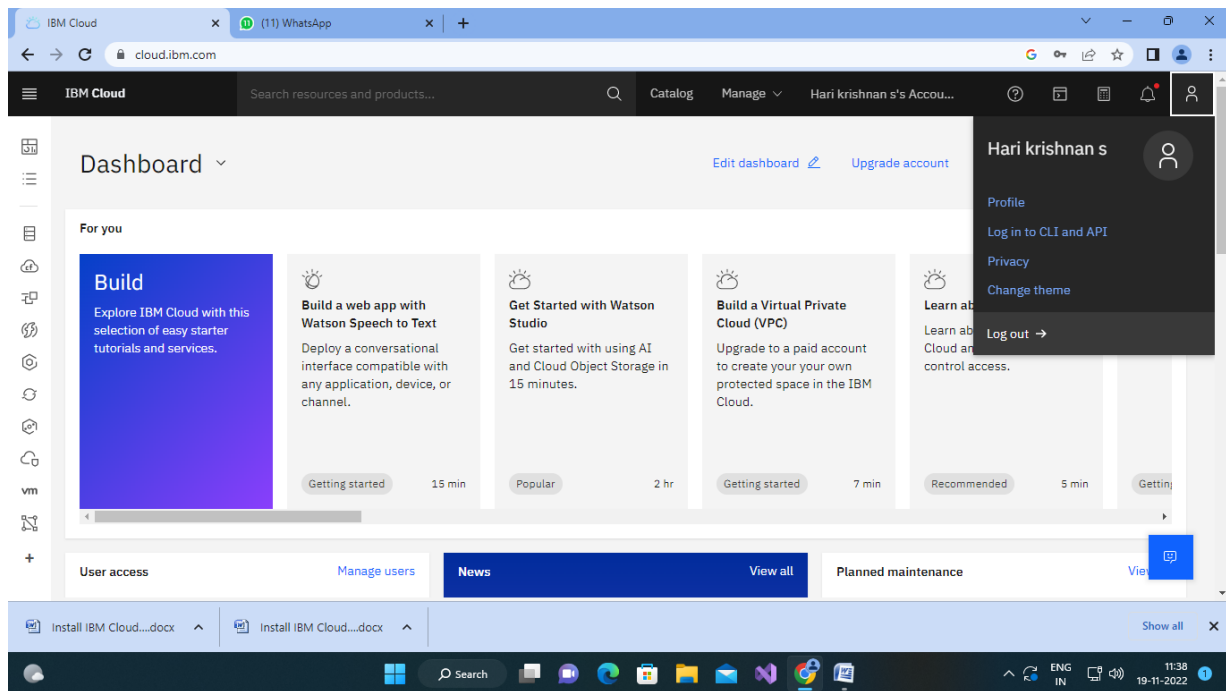 IBM Cloud
(11) WhatsApp
cloud.ibm.com
IBM Cloud
Search resources and products...
Catalog
Manage
Hari krishnan s's Accou...
Dashboard
Edit dashboard
Upgrade account
Hari krishnan s
Profile
Log in to CLI and API
Privacy
Change theme
Log out →
For you
Build
Explore IBM Cloud with this
selection of easy starter
tutorials and services.
Build a web app with
Watson Speech to Text
Deploy a conversational
interface compatible with
any application, device, or
channel.
Getting started
15 min
Get Started with Watson
Studio
Get started with using AI
and Cloud Object Storage in
15 minutes.
Popular
2 hr
Build a Virtual Private
Cloud (VPC)
Upgrade to a paid account
to create your your own
protected space in the IBM
Cloud.
Getting started
7 min
Learn ab
Learn ab
Cloud an
control access.
Recommended
5 min
Getting
vm
User access
Manage users
News
View all
Planned maintenance
Vie
Install IBM Cloud....docx
Install IBM Cloud....docx
Show all
Search
ENG
IN
11:38
19-11-2022
1